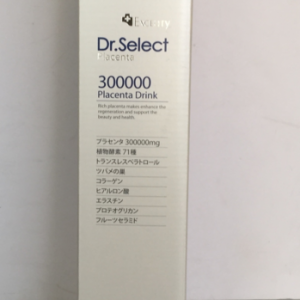 Dr.Select
Placenta
300000
Placenta Drink
Rich placenta makes enhance the
regeneration and support the
beauty and health.
プラセンタ 300000mg
植物酵素 71種
トランスレスベラトロール
ツバメの巣
コラーゲン
ヒアルロン酸
エラスチン
プロテオグリカン
フルーツセラミド